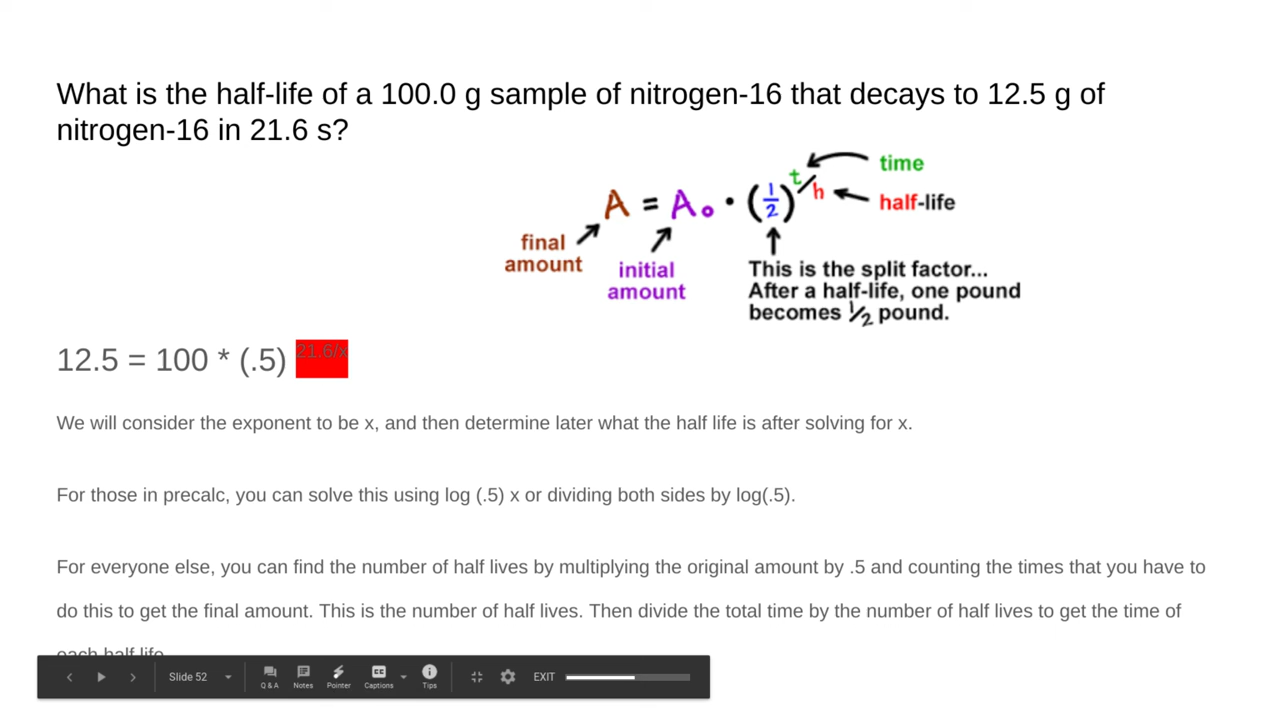 What is the half-life of a 100.0 g sample of nitrogen-16 that decays to 12.5 g of
nitrogen-16 in 21.6 s?
time
A = A₀ · (1/2)^t/h
half-life
final
amount
initial
amount
This is the split factor...
After a half-life, one pound
becomes 1/2 pound.
12.5 = 100 * (.5) 21.6/x
We will consider the exponent to be x, and then determine later what the half life is after solving for x.
For those in precalc, you can solve this using log (.5) x or dividing both sides by log(.5).
For everyone else, you can find the number of half lives by multiplying the original amount by .5 and counting the times that you have to
do this to get the final amount. This is the number of half lives. Then divide the total time by the number of half lives to get the time of
each half life
Slide 52
Q & A
Notes
Pointer
CC
Captions
Tips
EXIT